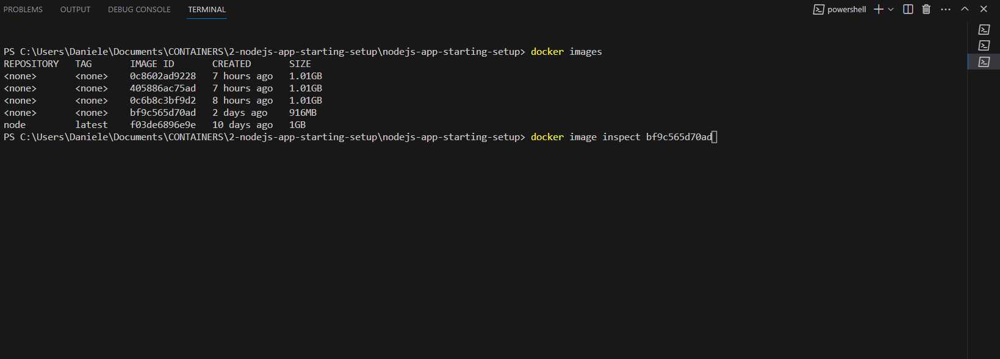 PROBLEMS OUTPUT DEBUG CONSOLE TERMINAL powershell
PS C:\Users\Daniele\Documents\CONTAINERS\2-nodejs-app-starting-setup\nodejs-app-starting-setup> docker images
REPOSITORY TAG IMAGE ID CREATED SIZE
<none> <none> 0c8602ad9228 7 hours ago 1.01GB
<none> <none> 405886ac75ad 7 hours ago 1.01GB
<none> <none> 0c6b8c3bf9d2 8 hours ago 1.01GB
<none> <none> bf9c565d70ad 2 days ago 916MB
node latest f03de6896e9e 10 days ago 1GB
PS C:\Users\Daniele\Documents\CONTAINERS\2-nodejs-app-starting-setup\nodejs-app-starting-setup> docker image inspect bf9c565d70ad